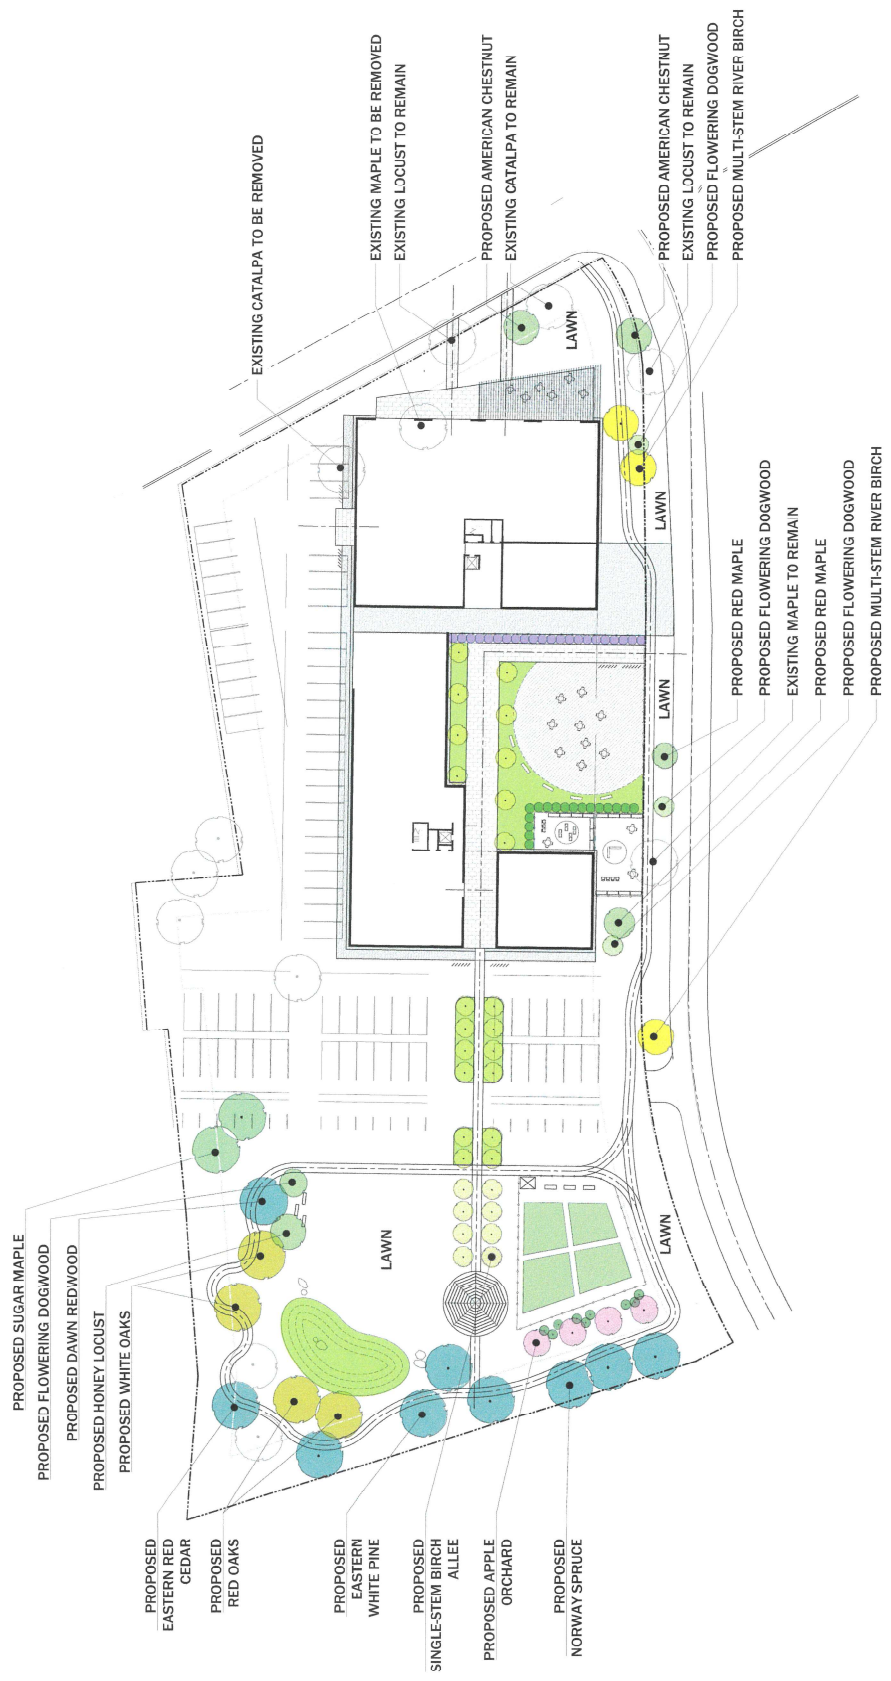 EXISTING CATALPA TO BE REMOVED
EXISTING MAPLE TO BE REMOVED
EXISTING LOCUST TO REMAIN
PROPOSED AMERICAN CHESTNUT
EXISTING CATALPA TO REMAIN
PROPOSED AMERICAN CHESTNUT
EXISTING LOCUST TO REMAIN
PROPOSED FLOWERING DOGWOOD
PROPOSED MULTI-STEM RIVER BIRCH
LAWN
LAWN
LAWN
PROPOSED RED MAPLE
PROPOSED FLOWERING DOGWOOD
EXISTING MAPLE TO REMAIN
PROPOSED RED MAPLE
PROPOSED FLOWERING DOGWOOD
PROPOSED MULTI-STEM RIVER BIRCH
PROPOSED SUGAR MAPLE
PROPOSED FLOWERING DOGWOOD
PROPOSED DAWN REDWOOD
PROPOSED HONEY LOCUST
PROPOSED WHITE OAKS
LAWN
LAWN
PROPOSED
EASTERN RED
CEDAR
PROPOSED
RED OAKS
PROPOSED
EASTERN
WHITE PINE
PROPOSED
SINGLE-STEM BIRCH
ALLEE
PROPOSED APPLE
ORCHARD
PROPOSED
NORWAY SPRUCE